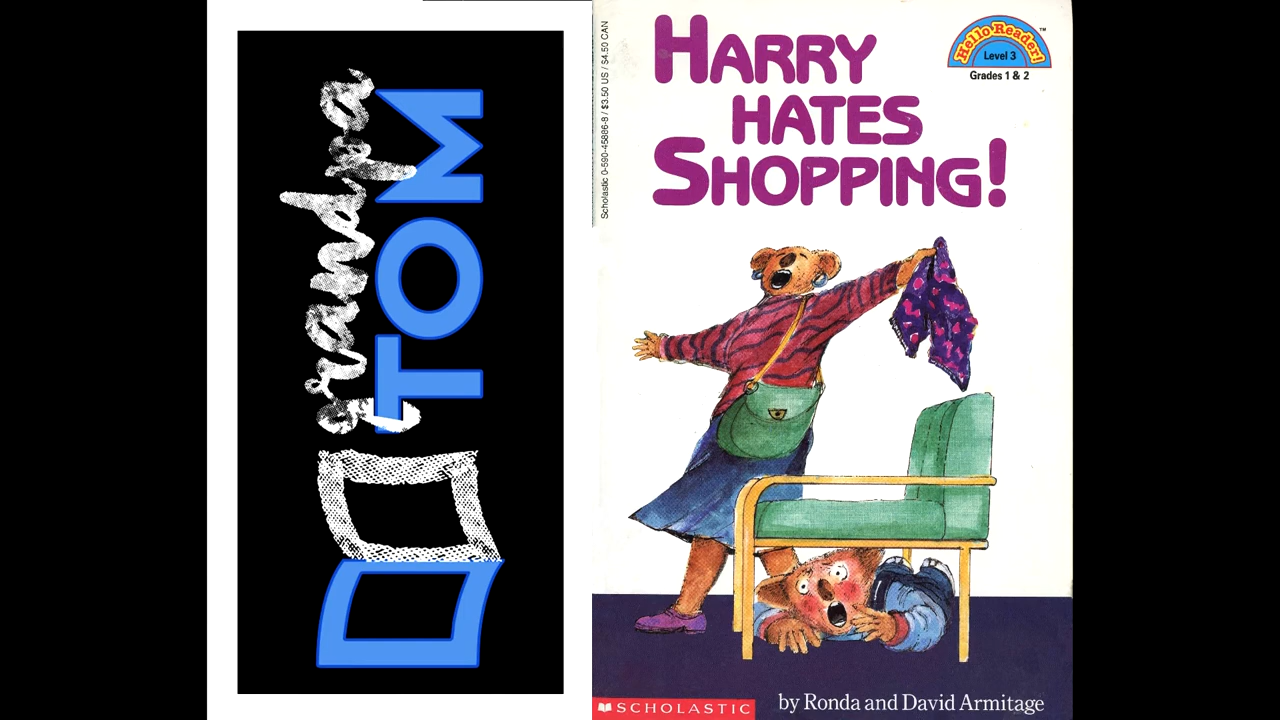 grandpa
TOM
Scholastic 0-590-45886-8 / $3.50 US / $4.50 CAN
HARRY
HATES
SHOPPING!
Hello Reader!™
Level 3
Grades 1 & 2
SCHOLASTIC
by Ronda and David Armitage